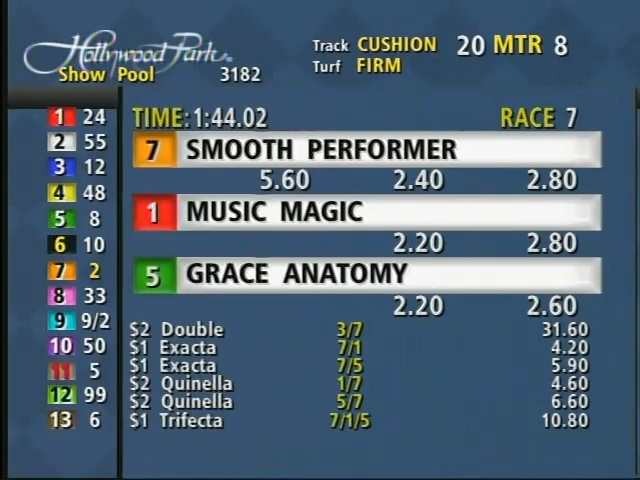 Hollywood Park
Track CUSHION 20 MTR 8
Turf FIRM
Show Pool 3182
1 24
2 55
3 12
4 48
5 8
6 10
7 2
8 33
9 9/2
10 50
11 5
12 99
13 6
TIME: 1:44.02 RACE 7
7 SMOOTH PERFORMER
5.60 2.40 2.80
1 MUSIC MAGIC
2.20 2.80
5 GRACE ANATOMY
2.20 2.60
$2 Double 3/7 31.60
$1 Exacta 7/1 4.20
$1 Exacta 7/5 5.90
$2 Quinella 1/7 4.60
$2 Quinella 5/7 6.60
$1 Trifecta 7/1/5 10.80